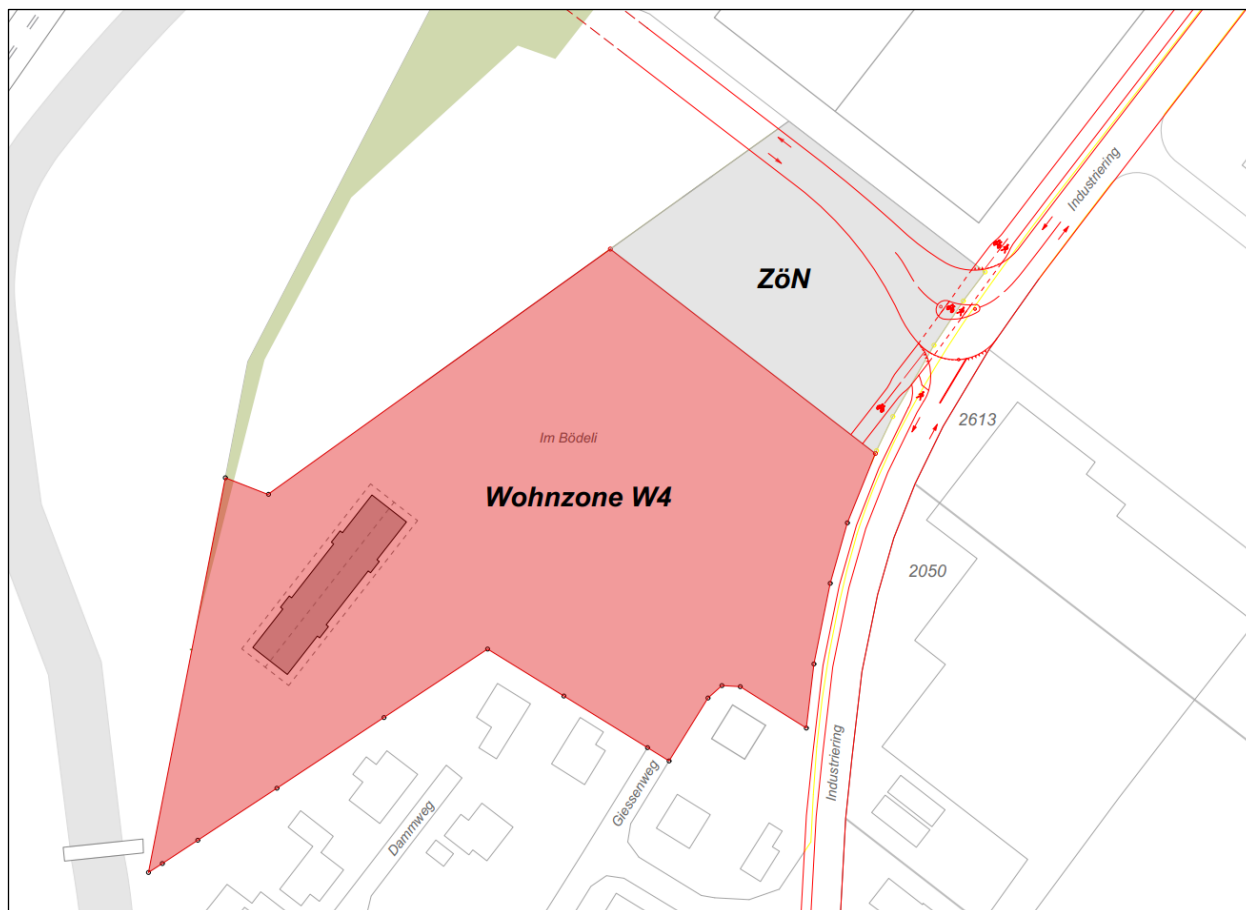 Industriering
ZöN
2613
Im Bödeli
Wohnzone W4
2050
Industriering
Giessenweg
Dammweg